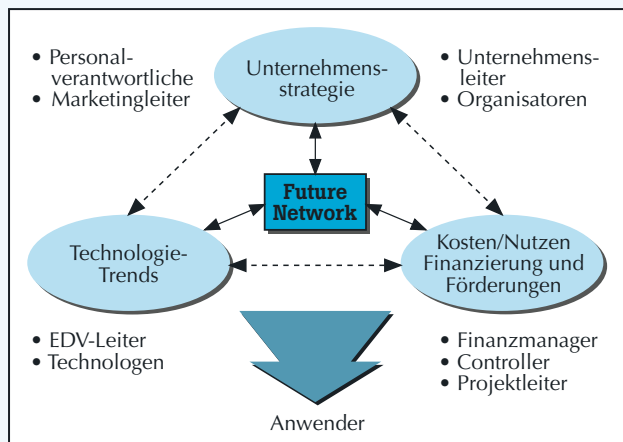 • Personal-
verantwortliche
• Marketingleiter
Unternehmens-
strategie
• Unternehmens-
leiter
• Organisatoren
Future
Network
Technologie-
Trends
Kosten/Nutzen
Finanzierung und
Förderungen
• EDV-Leiter
• Technologen
• Finanzmanager
• Controller
• Projektleiter
Anwender